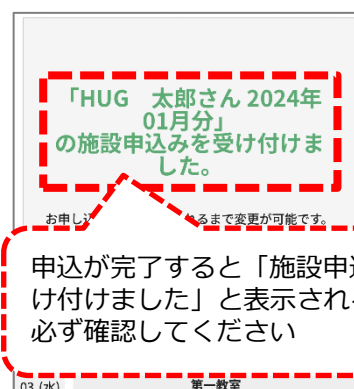 「HUG 太郎さん 2024年
01月分」
の施設申込みを受け付けま
した。
お申し込 れるまで変更が可能です。
申込が完了すると「施設申込
け付けました」と表示され
必ず確認してください
03 (水) 第一教室